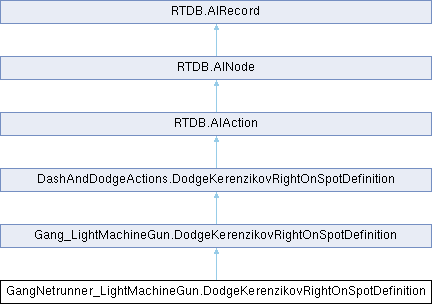 RTDB.AIRecord
RTDB.AINode
RTDB.AIAction
DashAndDodgeActions.DodgeKerenzikovRightOnSpotDefinition
Gang_LightMachineGun.DodgeKerenzikovRightOnSpotDefinition
GangNetrunner_LightMachineGun.DodgeKerenzikovRightOnSpotDefinition